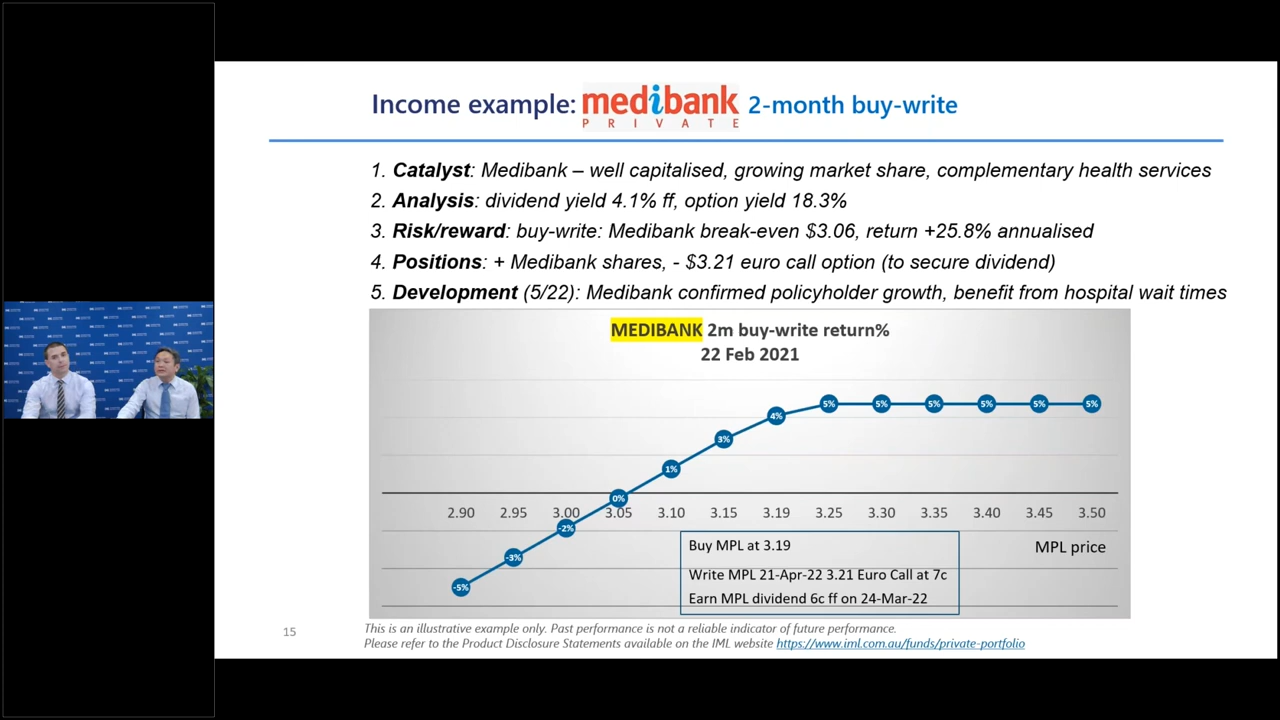 Income example: medibank 2-month buy-write
PRIVATE
1. Catalyst: Medibank – well capitalised, growing market share, complementary health services
2. Analysis: dividend yield 4.1% ff, option yield 18.3%
3. Risk/reward: buy-write: Medibank break-even $3.06, return +25.8% annualised
4. Positions: + Medibank shares, - $3.21 euro call option (to secure dividend)
5. Development (5/22): Medibank confirmed policyholder growth, benefit from hospital wait times
MEDIBANK 2m buy-write return%
22 Feb 2021
-5% -3% -2% 0% 1% 3% 4% 5% 5% 5% 5% 5% 5%
2.90 2.95 3.00 3.05 3.10 3.15 3.19 3.25 3.30 3.35 3.40 3.45 3.50
MPL price
Buy MPL at 3.19
Write MPL 21-Apr-22 3.21 Euro Call at 7c
Earn MPL dividend 6c ff on 24-Mar-22
15
This is an illustrative example only. Past performance is not a reliable indicator of future performance.
Please refer to the Product Disclosure Statements available on the IML website https://www.iml.com.au/funds/private-portfolio